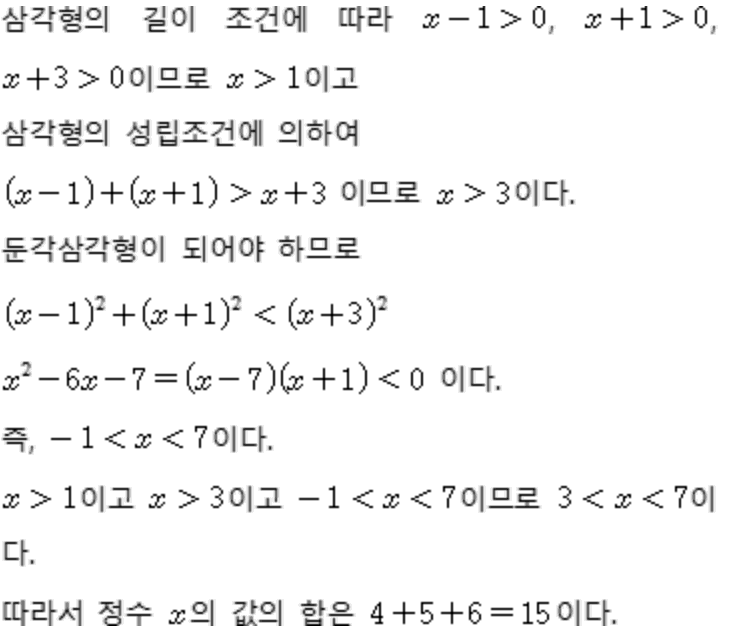 삼각형의 길이 조건에 따라 x−1>0, x+1>0,
x+3>0이므로 x>1이고
삼각형의 성립조건에 의하여
(x−1)+(x+1)>x+3 이므로 x>3이다.
둔각삼각형이 되어야 하므로
(x−1)²+(x+1)²<(x+3)²
x²−6x−7=(x−7)(x+1)<0 이다.
즉, −1<x<7이다.
x>1이고 x>3이고 −1<x<7이므로 3<x<7이
다.
따라서 정수 x의 값의 합은 4+5+6=15이다.